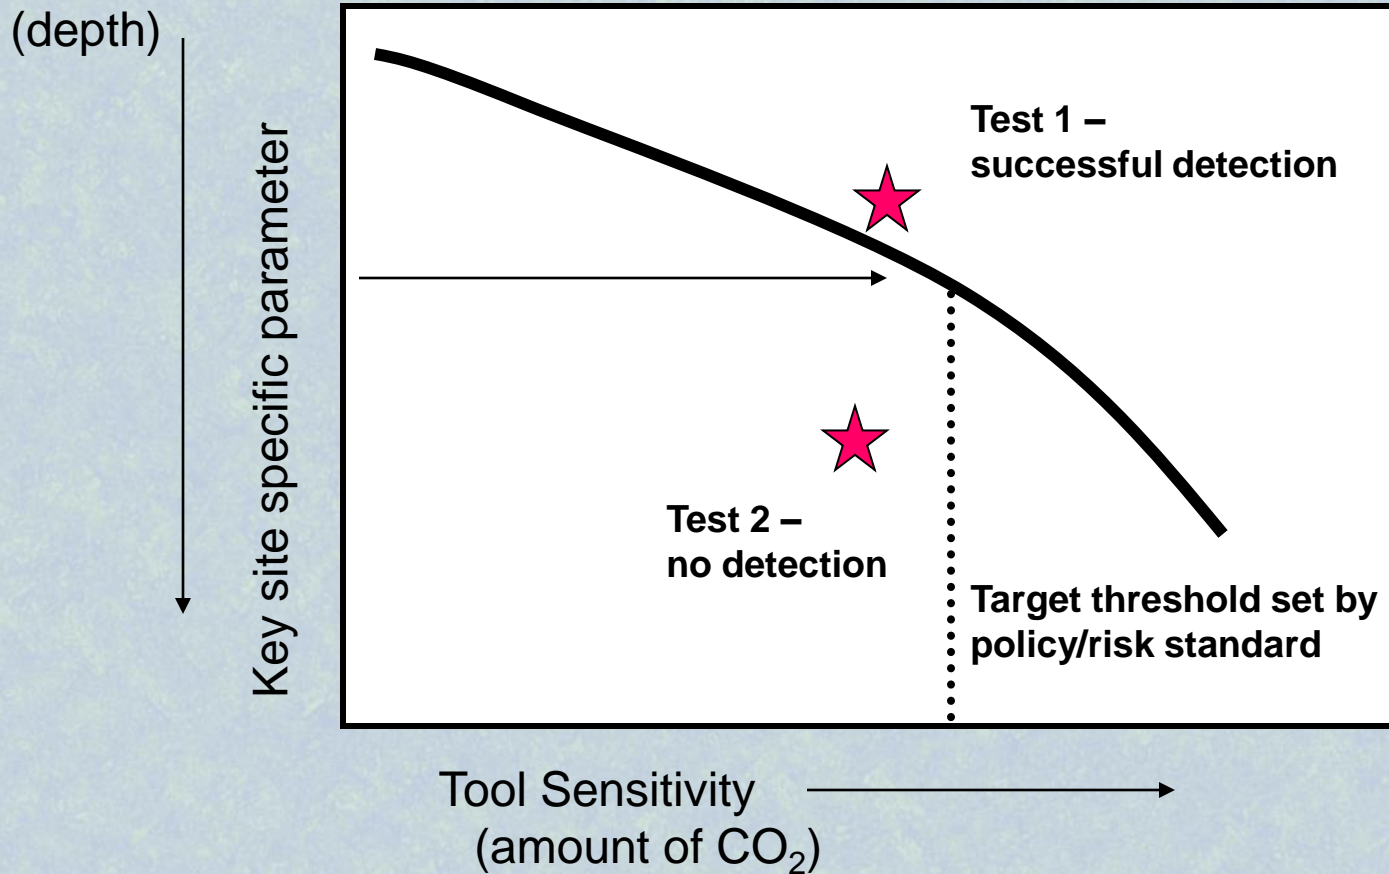 (depth)
Key site specific parameter
Test 1 –
successful detection
Test 2 –
no detection
Target threshold set by
policy/risk standard
Tool Sensitivity
(amount of CO₂)